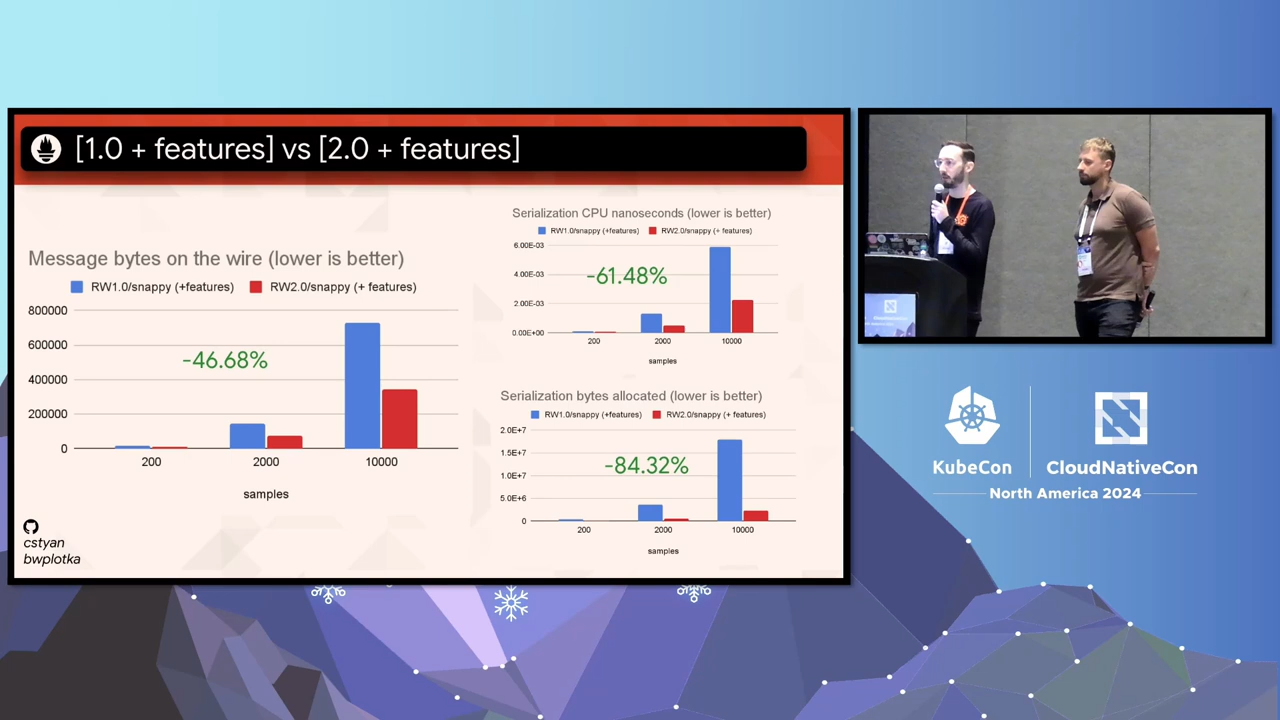 [1.0 + features] vs [2.0 + features]
Message bytes on the wire (lower is better)
RW1.0/snappy (+features)
RW2.0/snappy (+ features)
800000
600000
400000
200000
0
-46.68%
200
2000
10000
samples
Serialization CPU nanoseconds (lower is better)
RW1.0/snappy (+features)
RW2.0/snappy (+ features)
6.00E-03
4.00E-03
2.00E-03
0.00E+00
-61.48%
200
2000
10000
samples
Serialization bytes allocated (lower is better)
RW1.0/snappy (+features)
RW2.0/snappy (+ features)
2.0E+7
1.5E+7
1.0E+7
5.0E+6
0
-84.32%
200
2000
10000
samples
cstyan
bwplotka
CloudNativeCon
KubeCon
CloudNativeCon
North America 2024